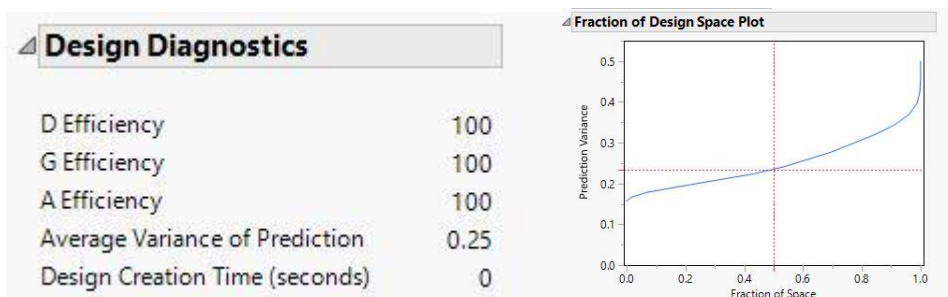 Design Diagnostics
D Efficiency 100
G Efficiency 100
A Efficiency 100
Average Variance of Prediction 0.25
Design Creation Time (seconds) 0
Fraction of Design Space Plot
Prediction Variance
0.5
0.4
0.3
0.2
0.1
0.0
0.0 0.2 0.4 0.6 0.8 1.0
Fraction of Space